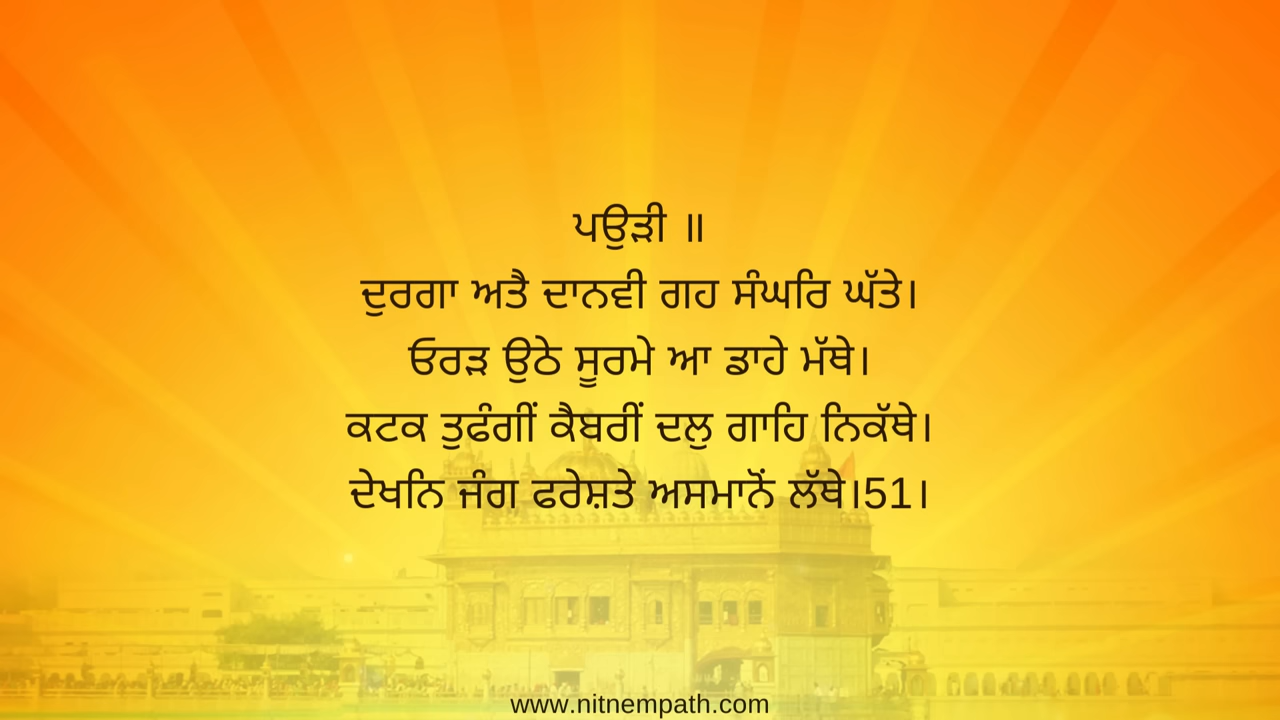 ਪਉੜੀ ॥
ਦੁਰਗਾ ਅਤੈ ਦਾਨਵੀ ਗਹ ਸੰਘਰਿ ਘੱਤੇ।
ਓਰੜ ਉਠੇ ਸੂਰਮੇ ਆ ਡਾਹੇ ਮੱਥੇ।
ਕਟਕ ਤੁਫੰਗੀਂ ਕੈਬਰੀਂ ਦਲੁ ਗਾਹਿ ਨਿਕੱਥੇ।
ਦੇਖਨਿ ਜੰਗ ਫਰੇਸ਼ਤੇ ਅਸਮਾਨੋਂ ਲੱਥੇ।51।
www.nitnempath.com